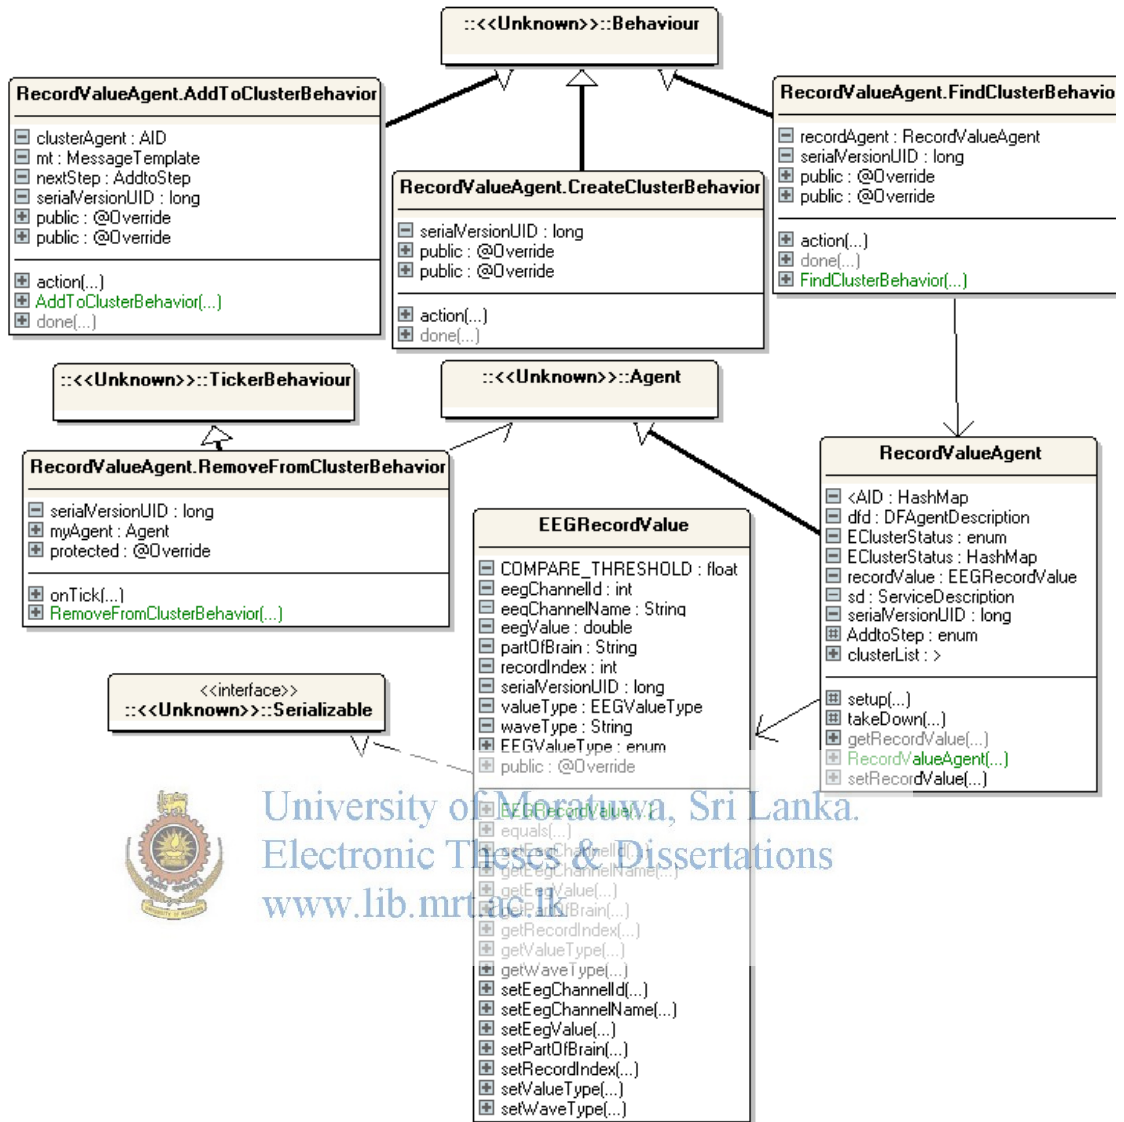 ::<<Unknown>>::Behaviour
RecordValueAgent.AddToClusterBehavior
clusterAgent : AID
mt : MessageTemplate
nextStep : AddtoStep
serialVersionUID : long
public : @Override
public : @Override
action(...)
AddToClusterBehavior(...)
done(...)
RecordValueAgent.CreateClusterBehavior
serialVersionUID : long
public : @Override
public : @Override
action(...)
done(...)
RecordValueAgent.FindClusterBehavio
recordAgent : RecordValueAgent
serialVersionUID : long
public : @Override
public : @Override
action(...)
done(...)
FindClusterBehavior(...)
::<<Unknown>>::TickerBehaviour
::<<Unknown>>::Agent
RecordValueAgent.RemoveFromClusterBehavior
serialVersionUID : long
myAgent : Agent
protected : @Override
onTick(...)
RemoveFromClusterBehavior(...)
RecordValueAgent
<AID : HashMap
dfd : DFAgentDescription
EClusterStatus : enum
EClusterStatus : HashMap
recordValue : EEGRecordValue
sd : ServiceDescription
serialVersionUID : long
AddtoStep : enum
clusterList : >
setup(...)
takeDown(...)
getRecordValue(...)
RecordValueAgent(...)
setRecordValue(...)
EEGRecordValue
COMPARE_THRESHOLD : float
eegChannelId : int
eegChannelName : String
eegValue : double
partOfBrain : String
recordIndex : int
serialVersionUID : long
valueType : EEGValueType
waveType : String
EEGValueType : enum
public : @Override
EEGRecordValue(...)
equals(...)
getEegChannelId(...)
getEegChannelName(...)
getEegValue(...)
getPartOfBrain(...)
getRecordIndex(...)
getValueType(...)
getWaveType(...)
setEegChannelId(...)
setEegChannelName(...)
setEegValue(...)
setPartOfBrain(...)
setRecordIndex(...)
setValueType(...)
setWaveType(...)
<<interface>>
::<<Unknown>>::Serializable
University of Moratuwa, Sri Lanka.
Electronic Theses & Dissertations
www.lib.mrt.ac.lk